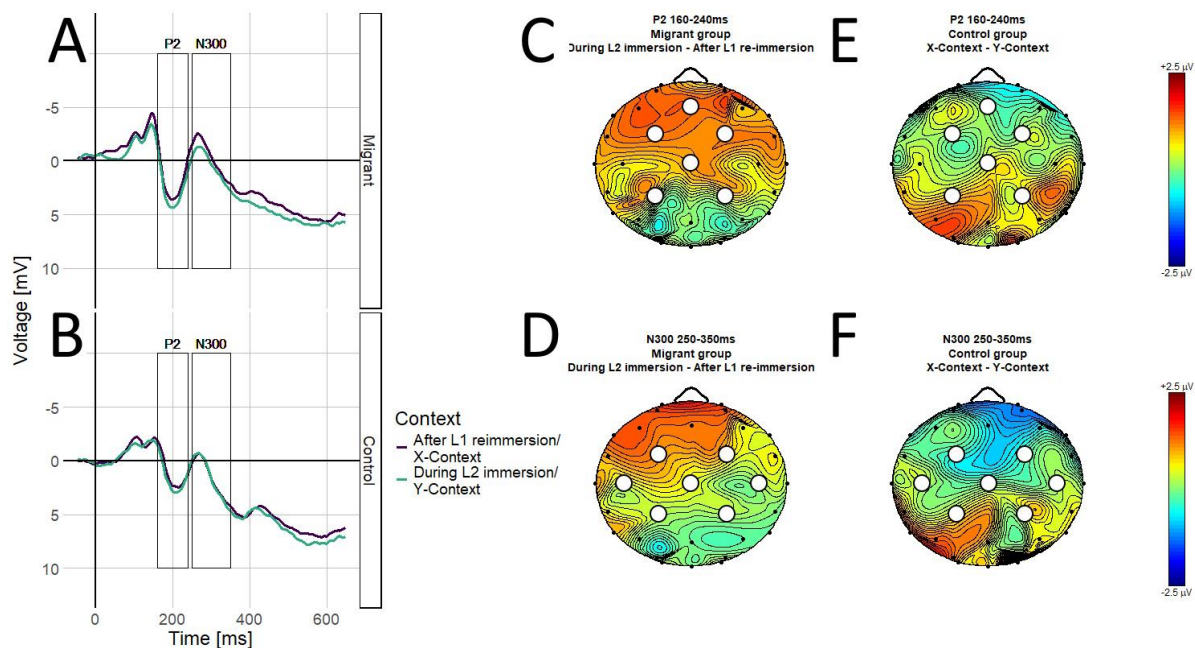 A
P2
N300
-5
0
5
10
Migrant
Voltage [mV]
B
P2
N300
-5
0
5
10
Control
0
200
400
600
Time [ms]
Context
After L1 reimmersion/
X-Context
During L2 immersion/
Y-Context
C
P2 160-240ms
Migrant group
During L2 immersion - After L1 re-immersion
E
P2 160-240ms
Control group
X-Context - Y-Context
+2.5 µV
-2.5 µV
D
N300 250-350ms
Migrant group
During L2 immersion - After L1 re-immersion
F
N300 250-350ms
Control group
X-Context - Y-Context
+2.5 µV
-2.5 µV